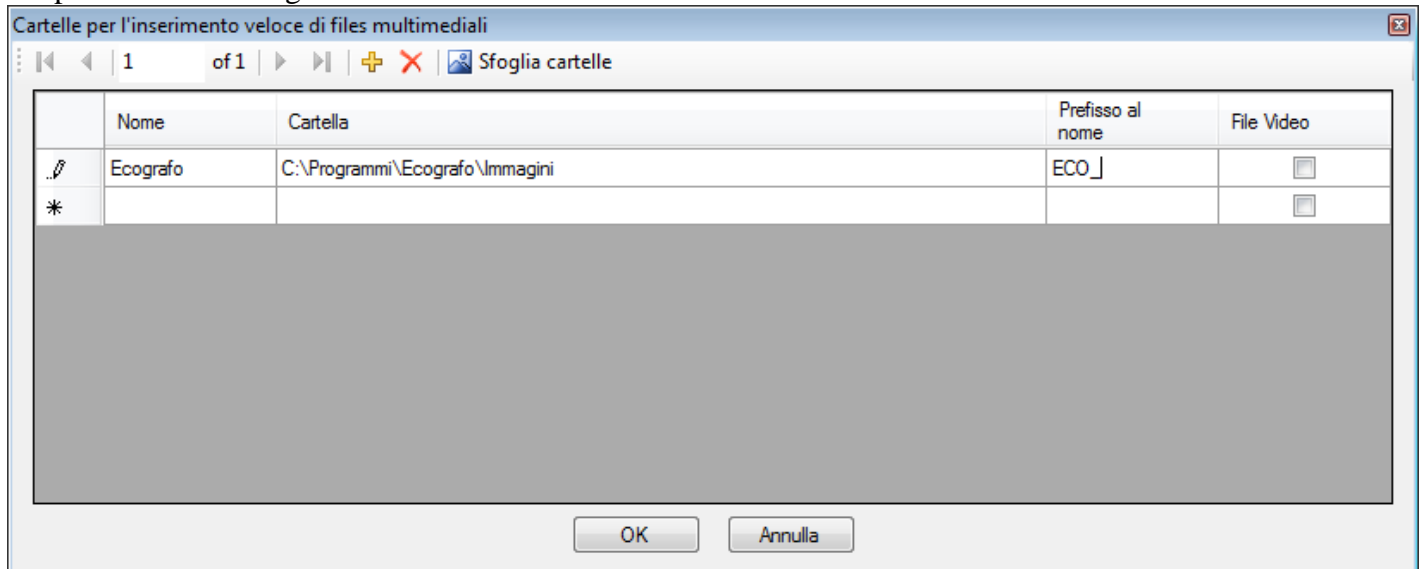 Cartelle per l'inserimento veloce di files multimediali
1 of 1 Sfoglia cartelle
Nome Cartella Prefisso al nome File Video
Ecografo C:\Programmi\Ecografo\Immagini ECO_
OK Annulla